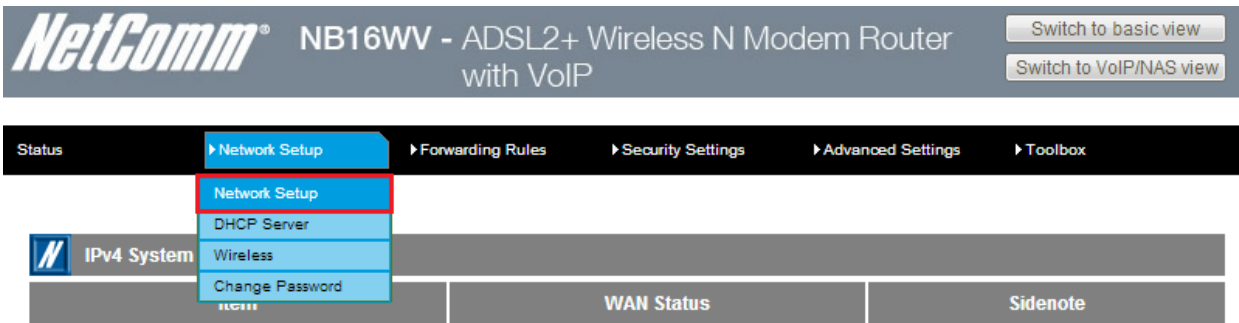 NetComm® NB16WV - ADSL2+ Wireless N Modem Router with VoIP
Switch to basic view
Switch to VoIP/NAS view
Status Network Setup Forwarding Rules Security Settings Advanced Settings Toolbox
Network Setup
DHCP Server
Wireless
Change Password
IPv4 System
Item WAN Status Sidenote